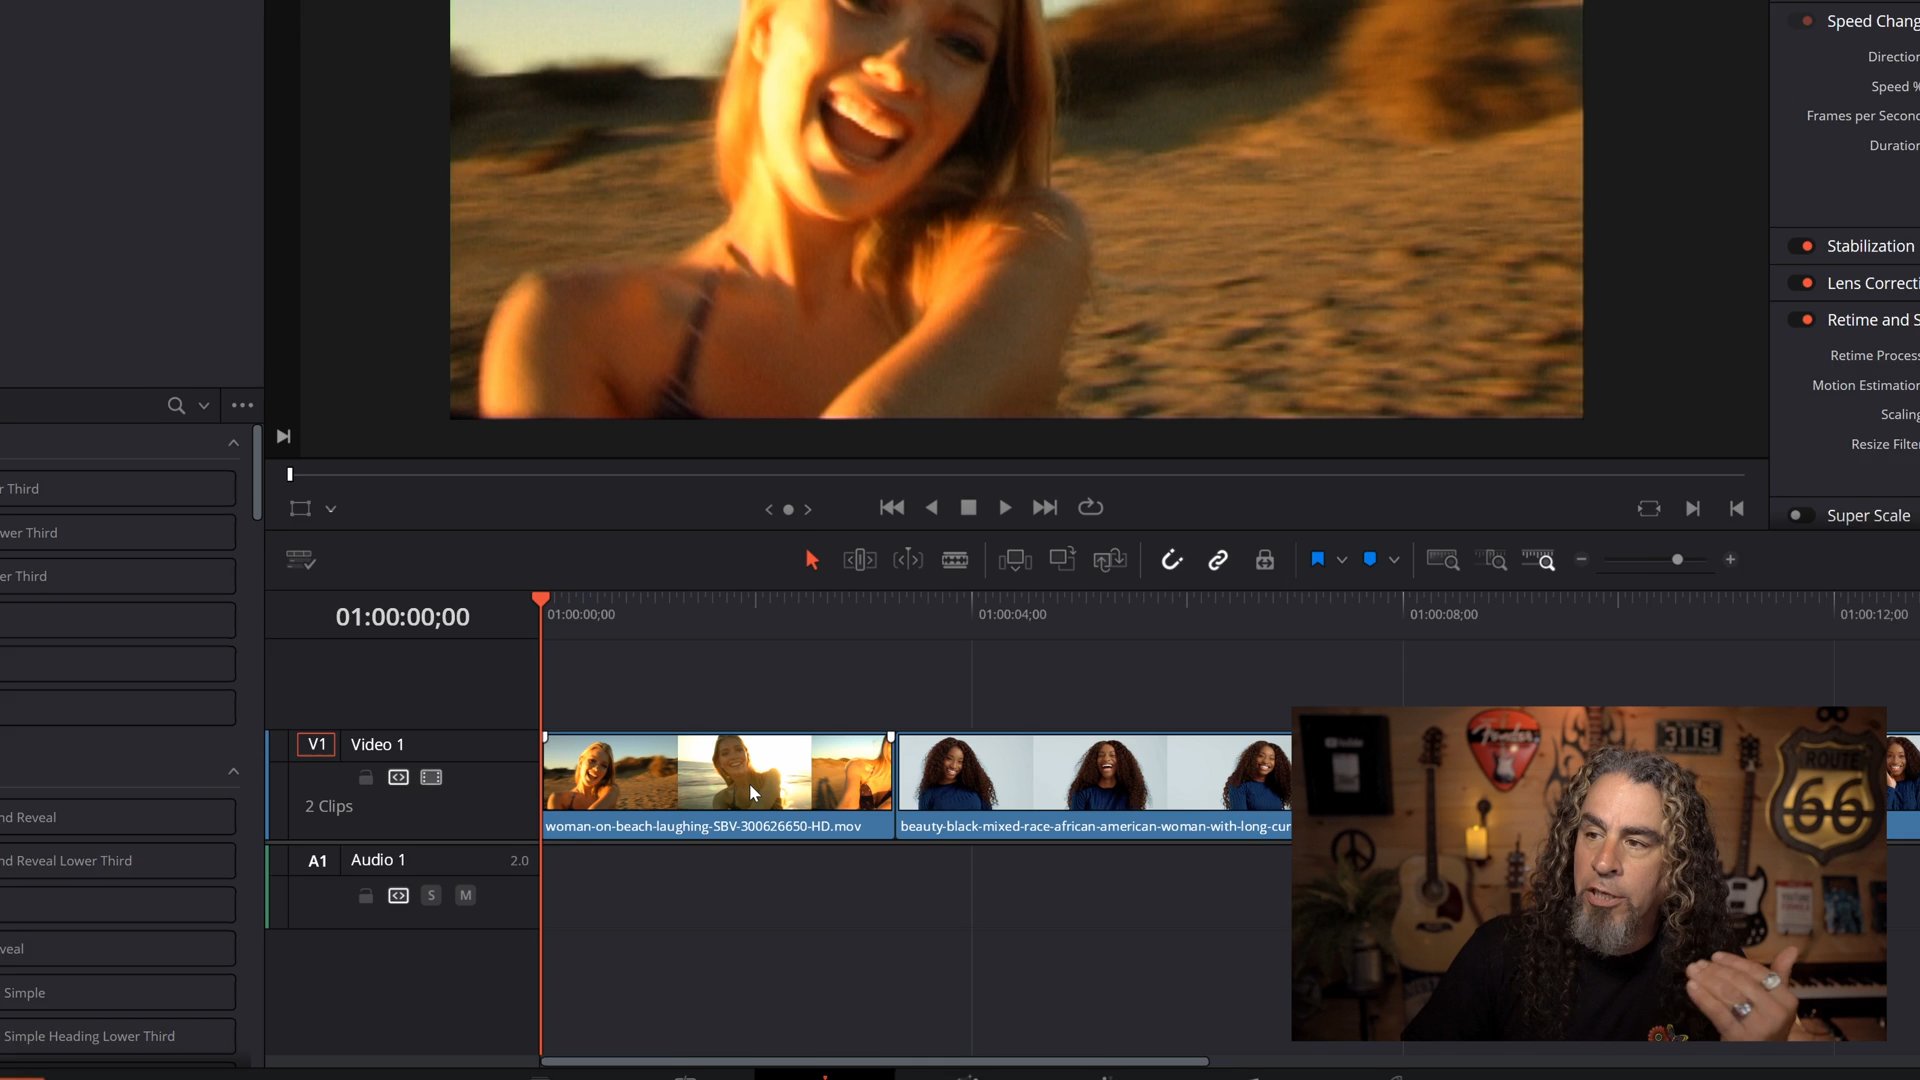 Speed Chang
Direction
Speed %
Frames per Second
Duration
Stabilization
Lens Correcti
Retime and S
Retime Process
Motion Estimation
Scaling
Resize Filter
Super Scale
r Third
wer Third
er Third
nd Reveal
nd Reveal Lower Third
veal
Simple
Simple Heading Lower Third
01:00:00;00
01:00:00;00
01:00:04;00
01:00:08;00
01:00:12;00
V1
Video 1
2 Clips
woman-on-beach-laughing-SBV-300626650-HD.mov
beauty-black-mixed-race-african-american-woman-with-long-cur
A1
Audio 1
2.0
S
M
Fender
3119
ROUTE
66